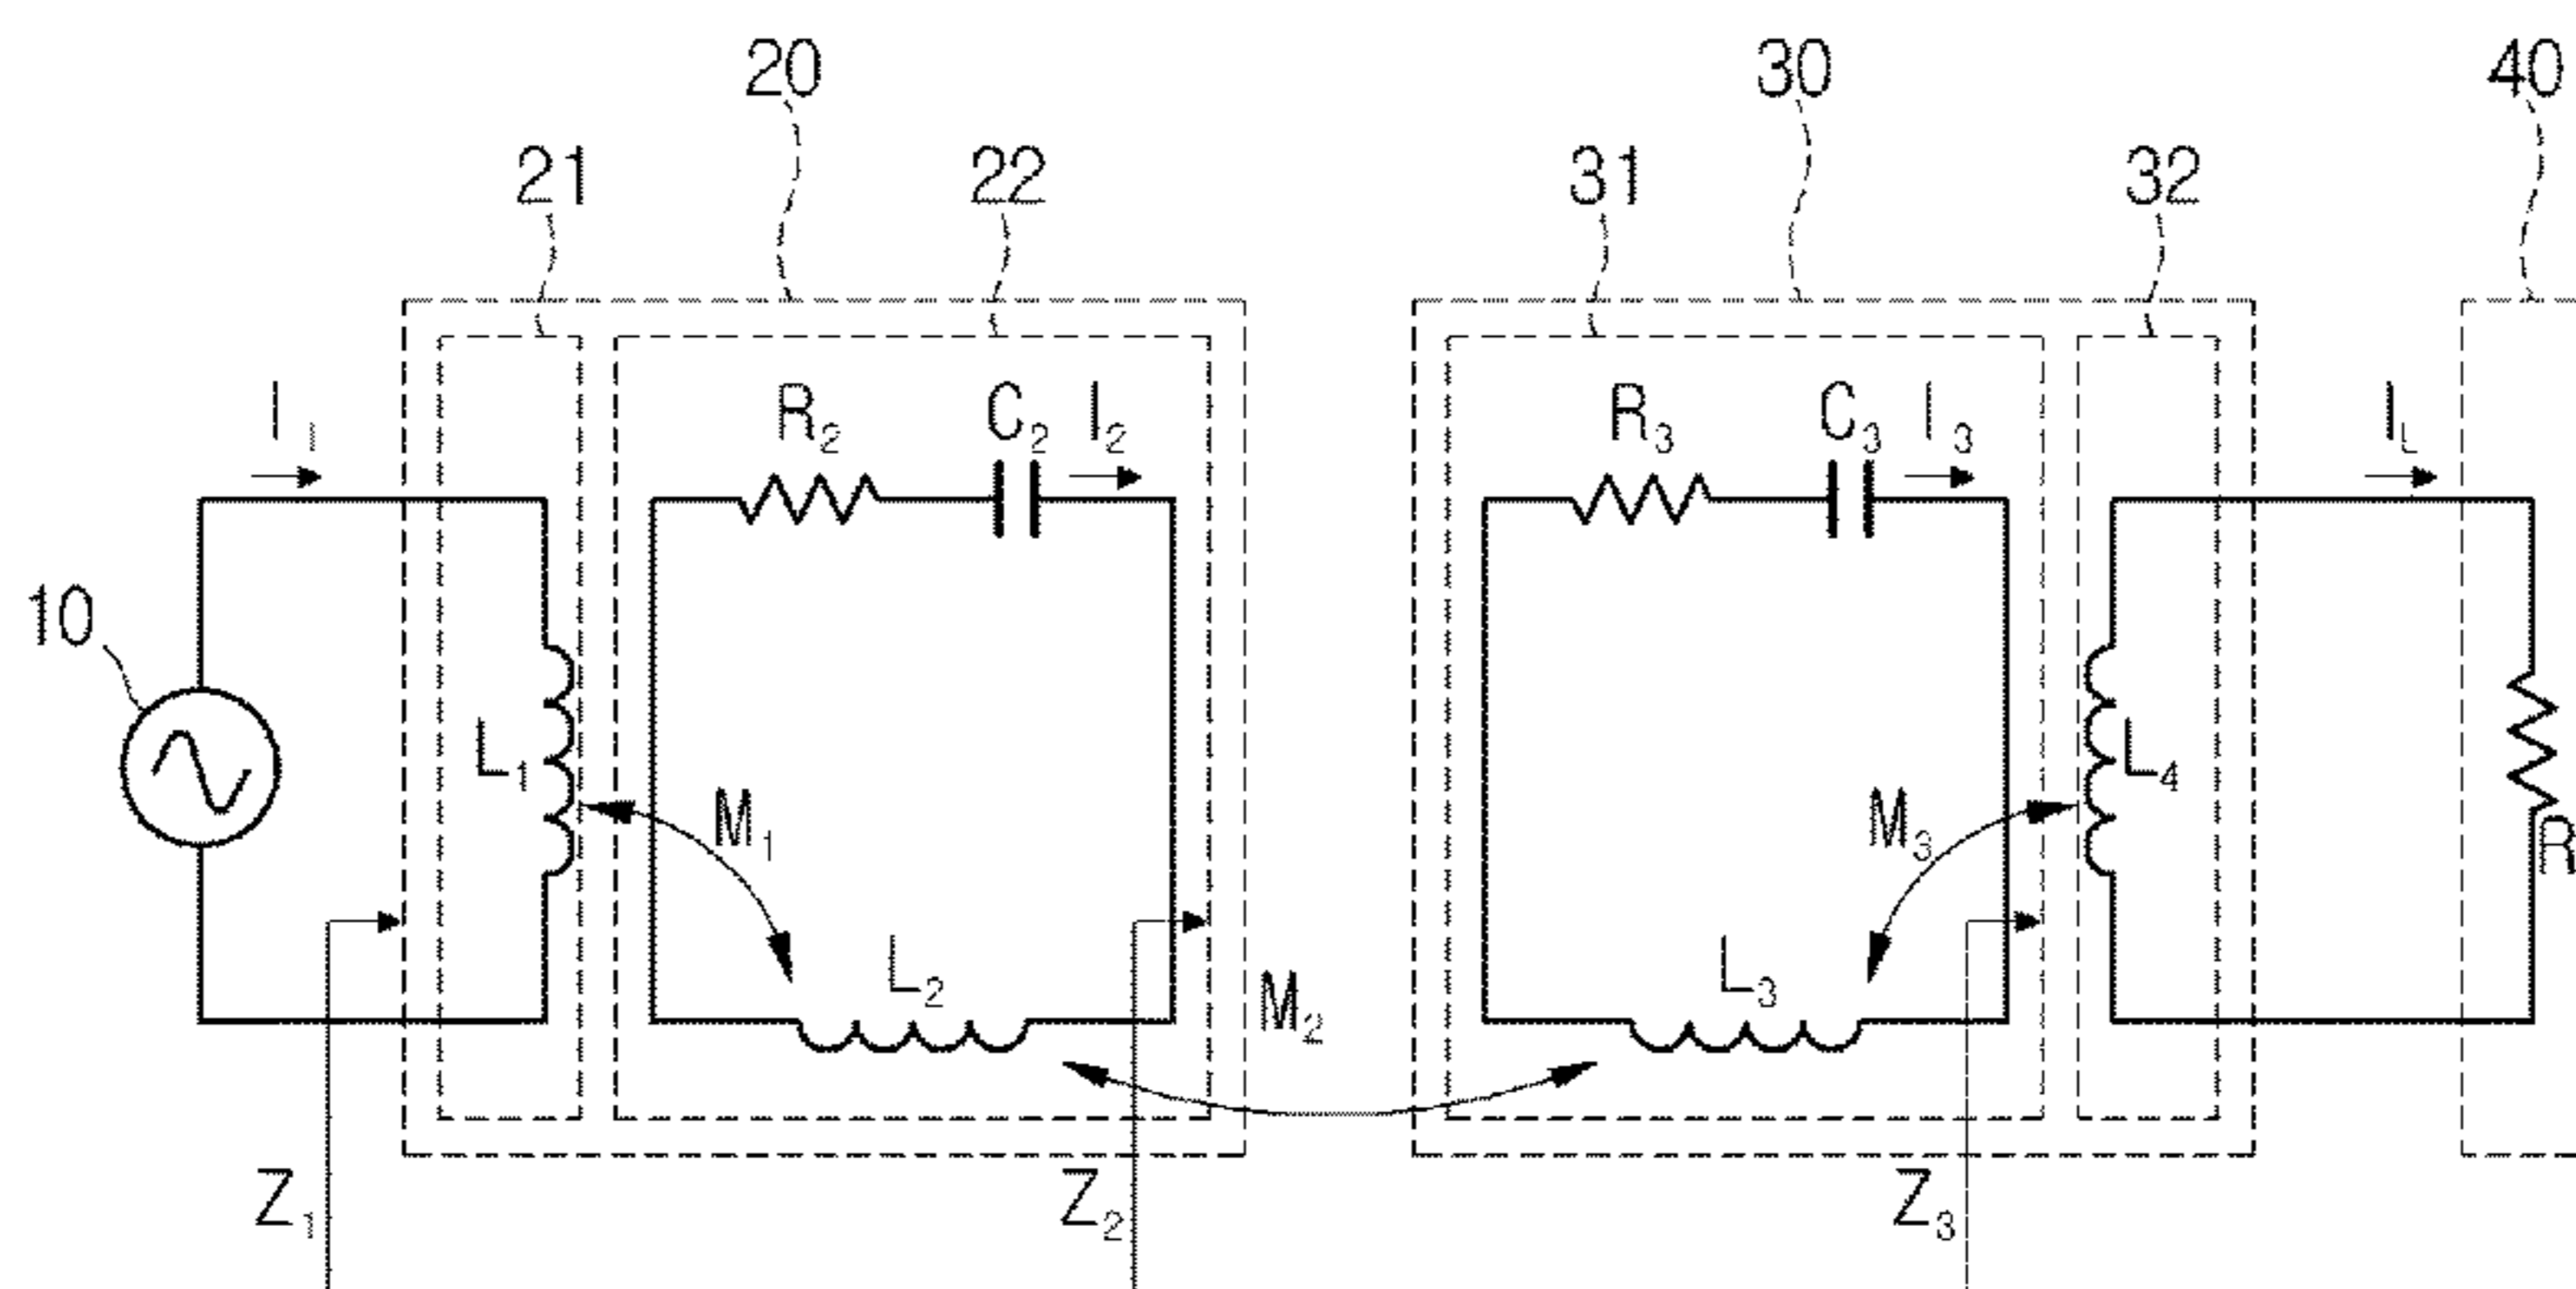 20 30 40
21 22 31 32
I₁ R₂ C₂ I₂ R₃ C₃ I₃ I_L
10
L₁ M₁ M₃ L₄ R
L₂ M₂ L₃
Z₁ Z₂ Z₃